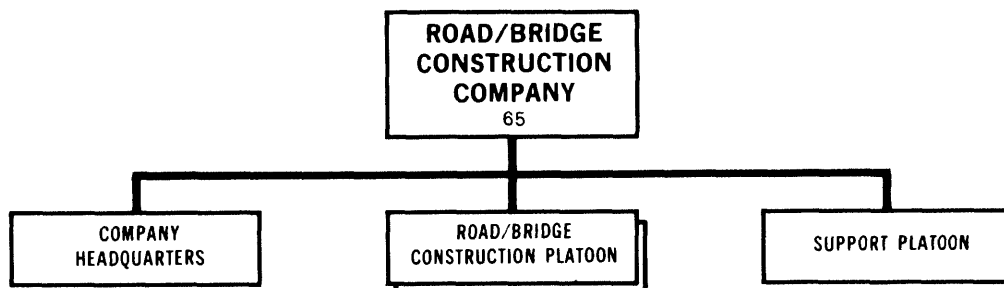 ROAD/BRIDGE
CONSTRUCTION
COMPANY
65
COMPANY
HEADQUARTERS
ROAD/BRIDGE
CONSTRUCTION PLATOON
SUPPORT PLATOON